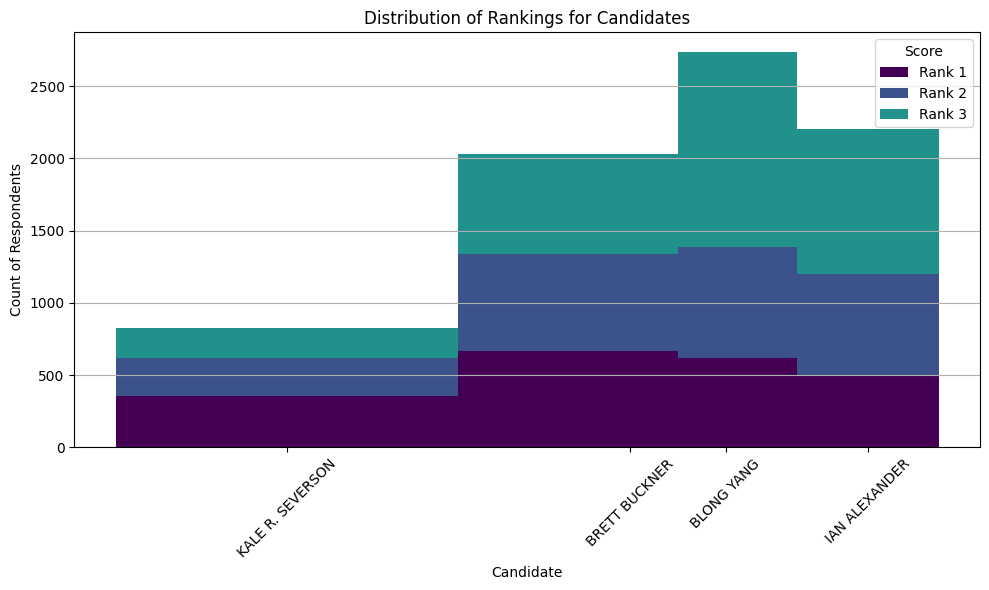 Distribution of Rankings for Candidates
Score
Rank 1
Rank 2
Rank 3
Count of Respondents
2500
2000
1500
1000
500
0
KALE R. SEVERSON
BRETT BUCKNER
BLONG YANG
IAN ALEXANDER
Candidate